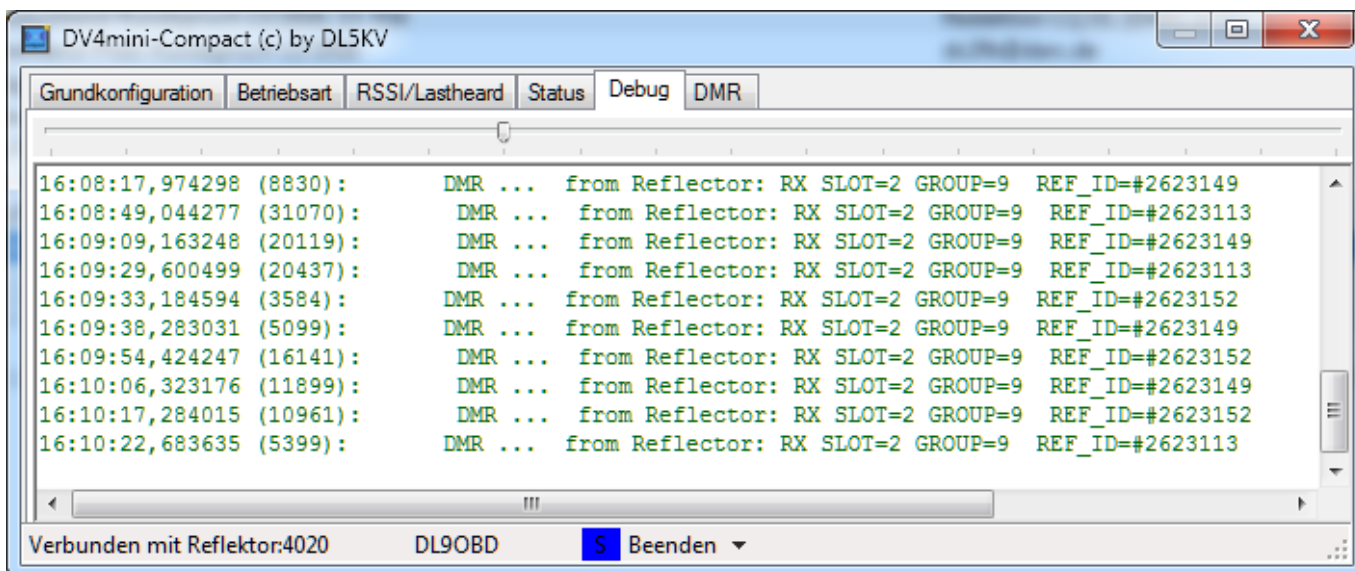 DV4mini-Compact (c) by DL5KV
Grundkonfiguration Betriebsart RSSI/Lastheard Status Debug DMR
16:08:17,974298 (8830): DMR ... from Reflector: RX SLOT=2 GROUP=9 REF_ID=#2623149
16:08:49,044277 (31070): DMR ... from Reflector: RX SLOT=2 GROUP=9 REF_ID=#2623113
16:09:09,163248 (20119): DMR ... from Reflector: RX SLOT=2 GROUP=9 REF_ID=#2623149
16:09:29,600499 (20437): DMR ... from Reflector: RX SLOT=2 GROUP=9 REF_ID=#2623113
16:09:33,184594 (3584): DMR ... from Reflector: RX SLOT=2 GROUP=9 REF_ID=#2623152
16:09:38,283031 (5099): DMR ... from Reflector: RX SLOT=2 GROUP=9 REF_ID=#2623149
16:09:54,424247 (16141): DMR ... from Reflector: RX SLOT=2 GROUP=9 REF_ID=#2623152
16:10:06,323176 (11899): DMR ... from Reflector: RX SLOT=2 GROUP=9 REF_ID=#2623149
16:10:17,284015 (10961): DMR ... from Reflector: RX SLOT=2 GROUP=9 REF_ID=#2623152
16:10:22,683635 (5399): DMR ... from Reflector: RX SLOT=2 GROUP=9 REF_ID=#2623113
Verbunden mit Reflektor:4020 DL9OBD S Beenden